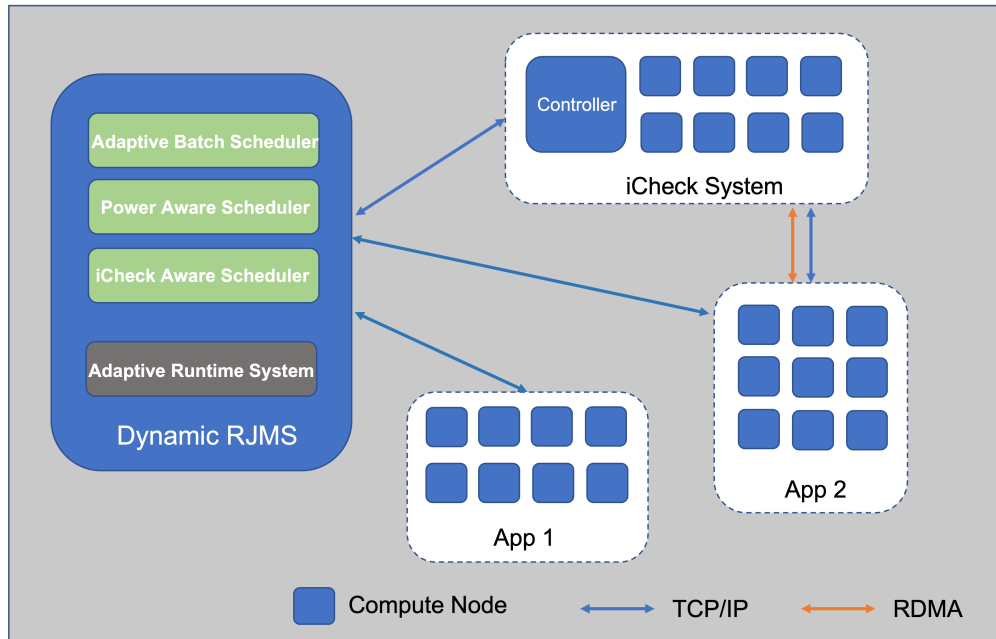 Adaptive Batch Scheduler
Power Aware Scheduler
iCheck Aware Scheduler
Adaptive Runtime System
Dynamic RJMS
Controller
iCheck System
App 1
App 2
Compute Node
TCP/IP
RDMA